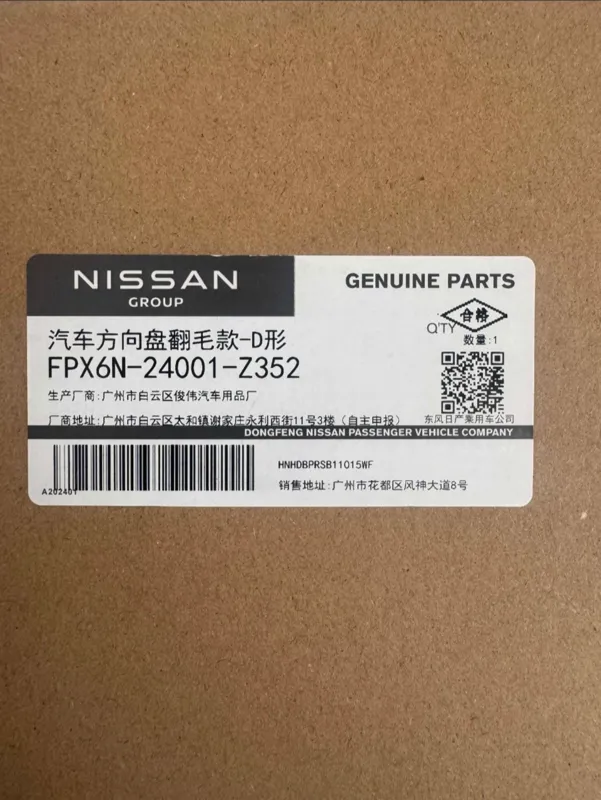 NISSAN
GROUP
GENUINE PARTS
合格
QTY
数量:1
汽车方向盘翻毛款-D形
FPX6N-24001-Z352
生产厂商:广州市白云区俊伟汽车用品厂
厂商地址:广州市白云区太和镇谢家庄永利西街11号3楼（自主申报）
东风日产乘用车公司
DONGFENG NISSAN PASSENGER VEHICLE COMPANY
HNHDBPRSB11015WF
A202401
销售地址:广州市花都区风神大道8号